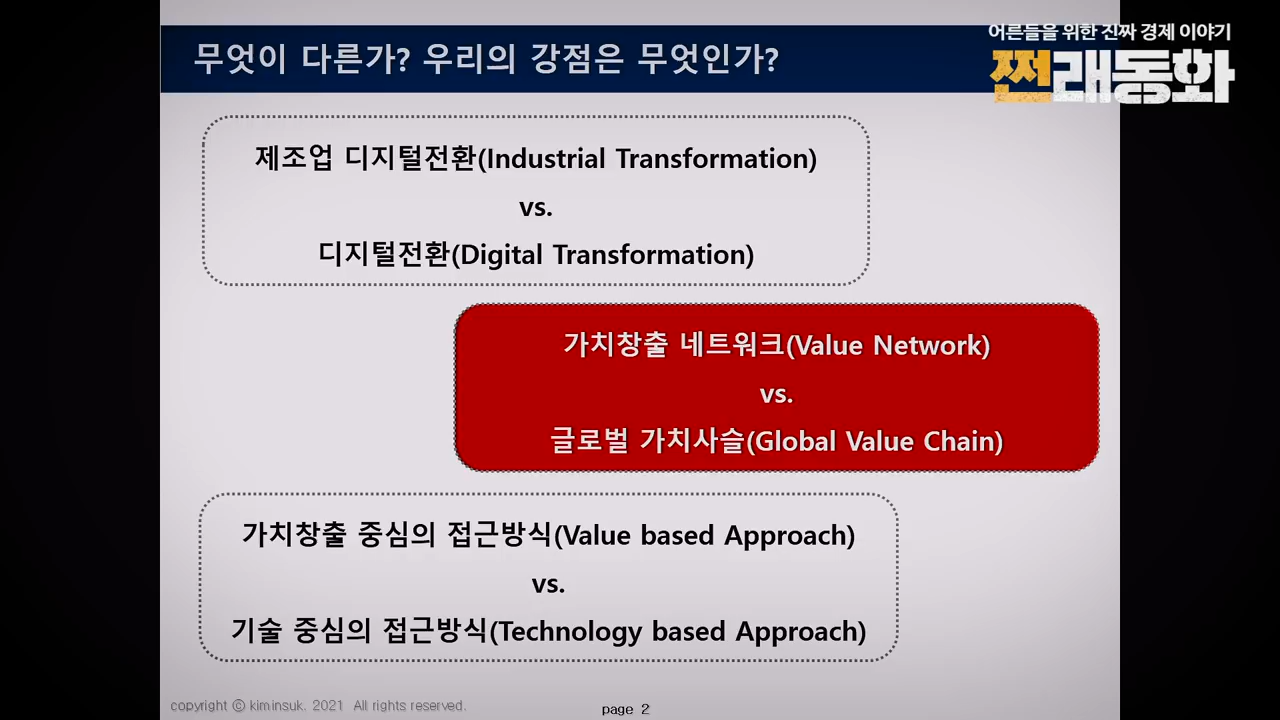 무엇이 다른가? 우리의 강점은 무엇인가?
어른들을 위한 진짜 경제 이야기
쩐래동화
제조업 디지털전환(Industrial Transformation)
vs.
디지털전환(Digital Transformation)
가치창출 네트워크(Value Network)
vs.
글로벌 가치사슬(Global Value Chain)
가치창출 중심의 접근방식(Value based Approach)
vs.
기술 중심의 접근방식(Technology based Approach)
copyright ⓒ kiminsuk. 2021 All rights reserved.
page 2